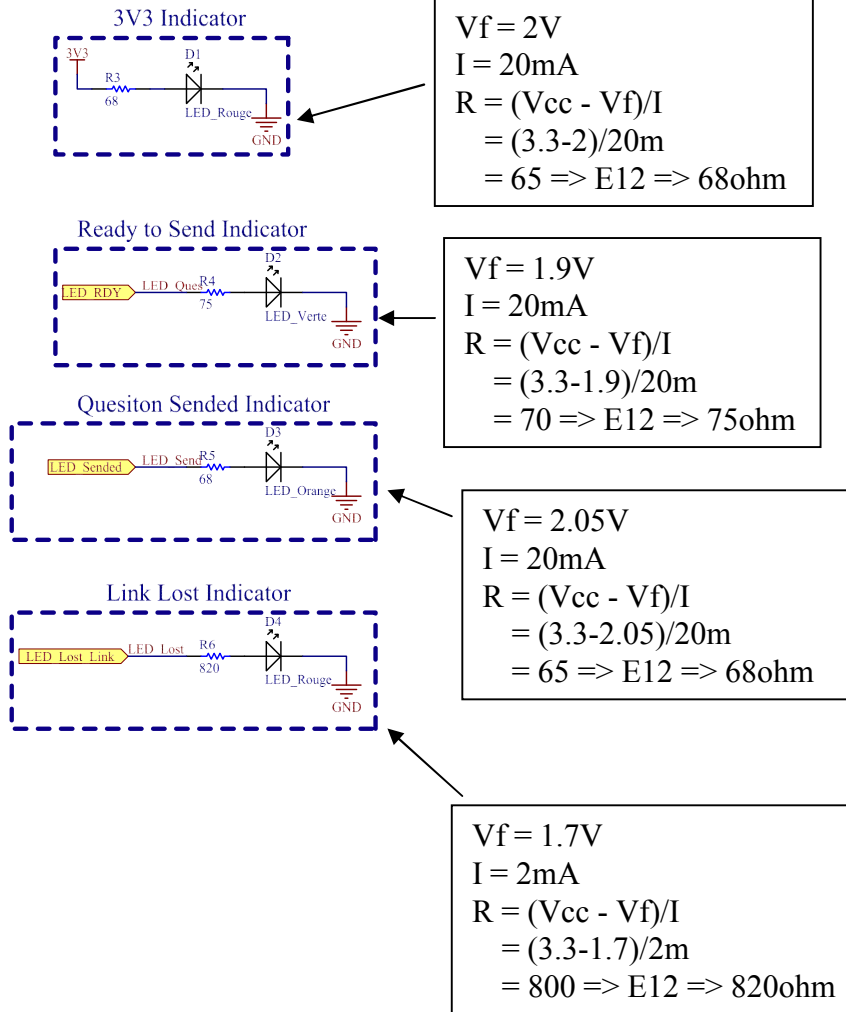 3V3 Indicator
3V3
R3
68
D1
LED_Rouge
GND
Vf = 2V
I = 20mA
R = (Vcc - Vf)/I
= (3.3-2)/20m
= 65 => E12 => 68ohm
Ready to Send Indicator
LED_RDY
LED_Ques
R4
75
D2
LED_Verte
GND
Vf = 1.9V
I = 20mA
R = (Vcc - Vf)/I
= (3.3-1.9)/20m
= 70 => E12 => 75ohm
Quesiton Sended Indicator
LED_Sended
LED_Send
R5
68
D3
LED_Orange
GND
Vf = 2.05V
I = 20mA
R = (Vcc - Vf)/I
= (3.3-2.05)/20m
= 65 => E12 => 68ohm
Link Lost Indicator
LED_Lost_Link
LED_Lost
R6
820
D4
LED_Rouge
GND
Vf = 1.7V
I = 2mA
R = (Vcc - Vf)/I
= (3.3-1.7)/2m
= 800 => E12 => 820ohm